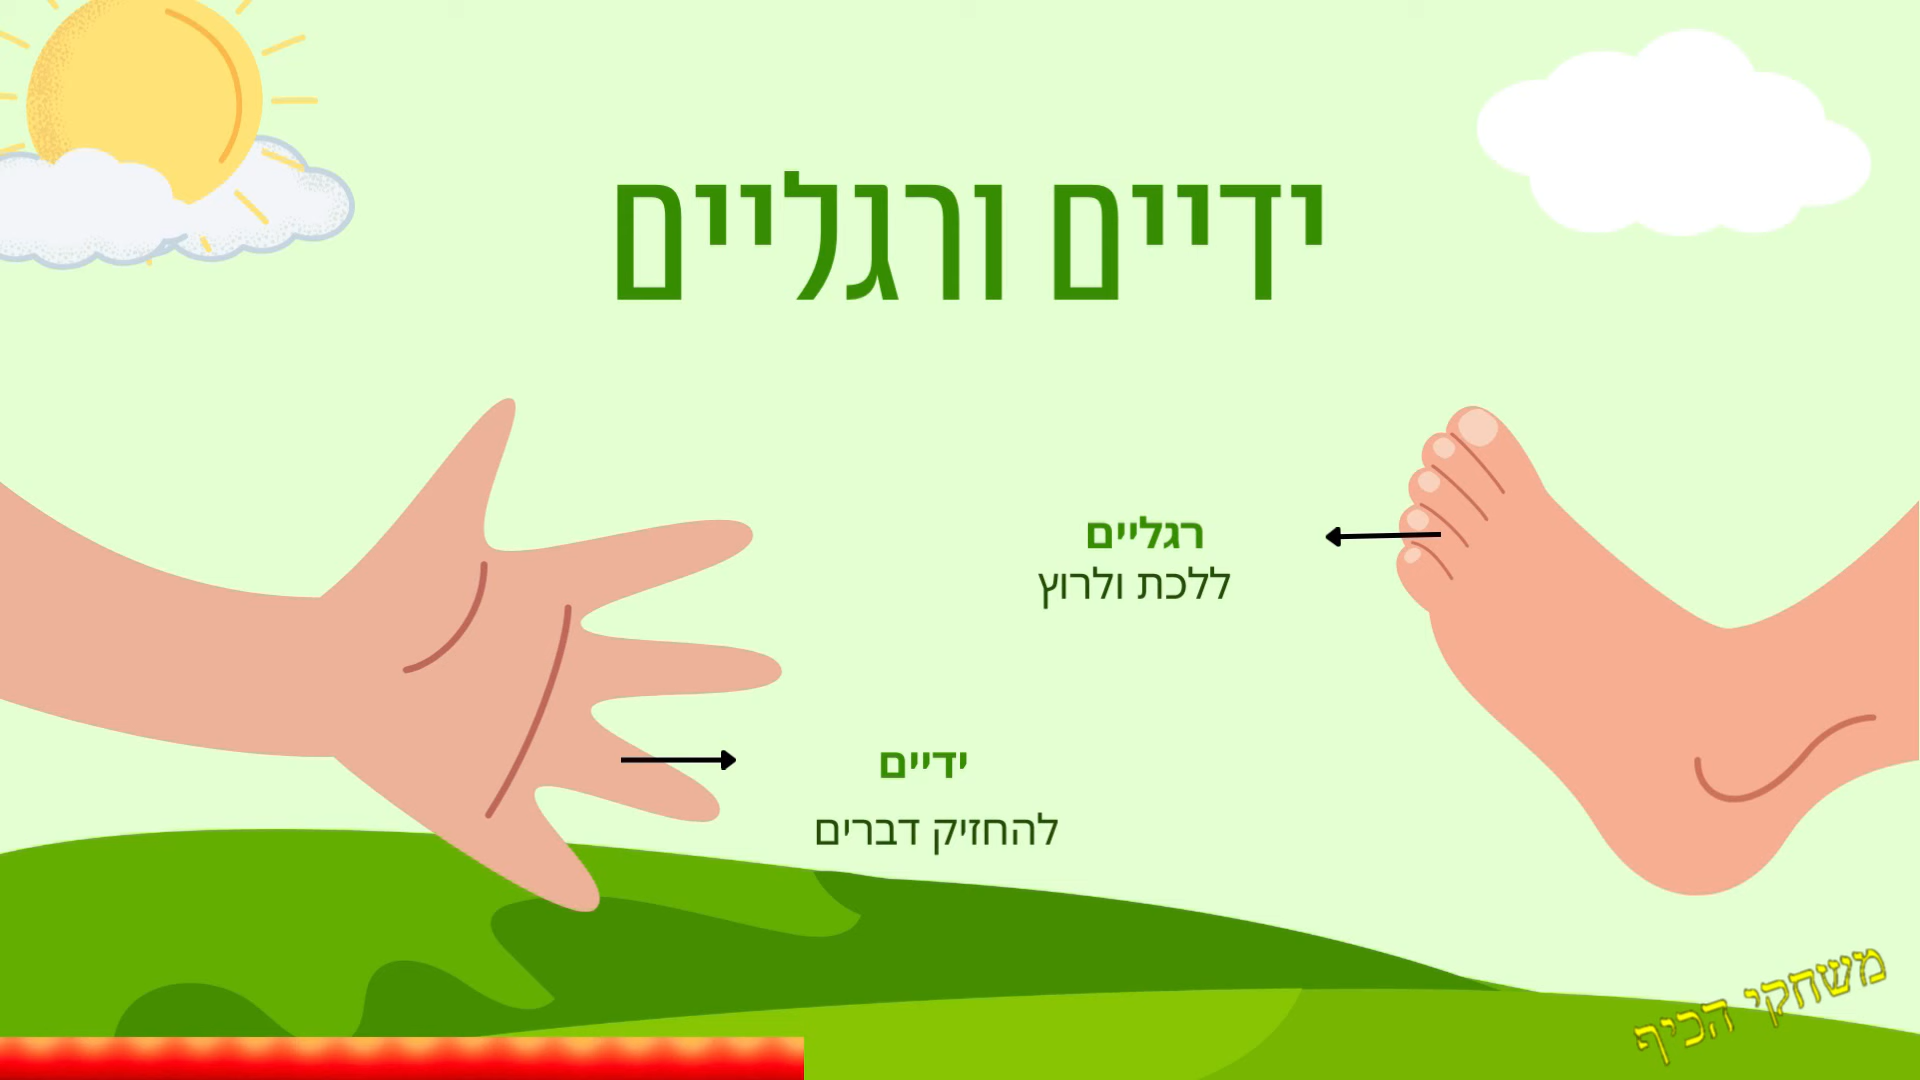 ידיים ורגליים
רגליים
ללכת ולרוץ
ידיים
להחזיק דברים
משחקי הכיף